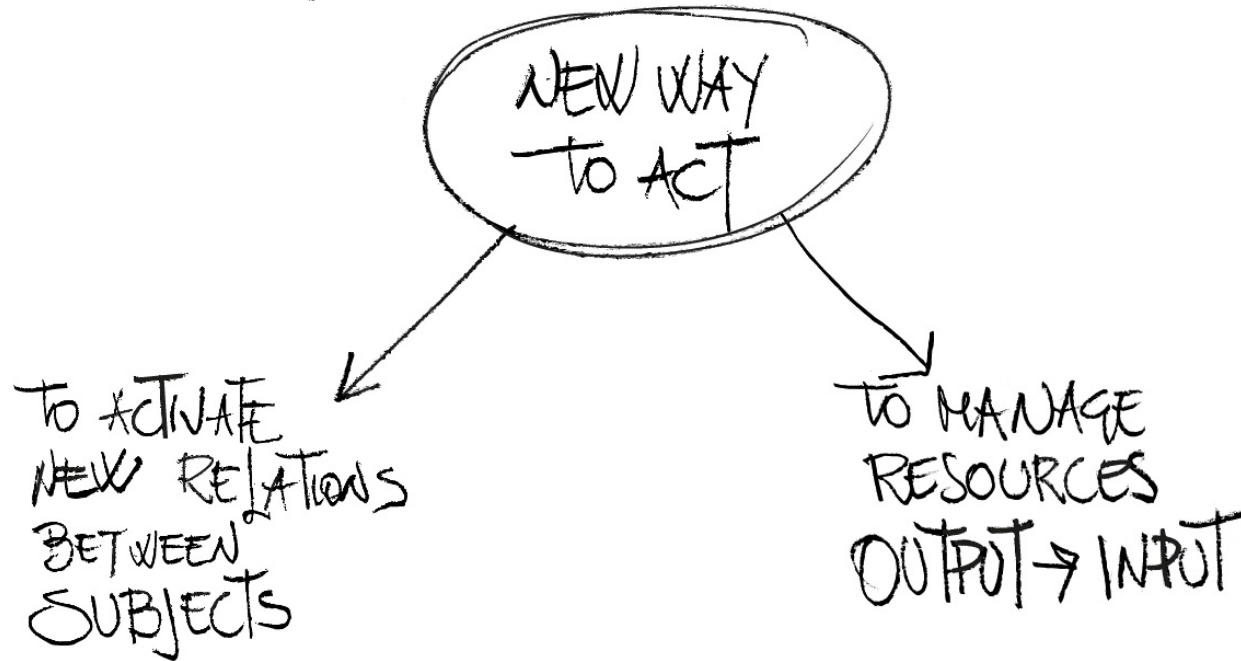 NEW WAY
TO ACT
TO ACTIVATE
NEW RELATIONS
BETWEEN
SUBJECTS
TO MANAGE
RESOURCES
OUTPUT → INPUT